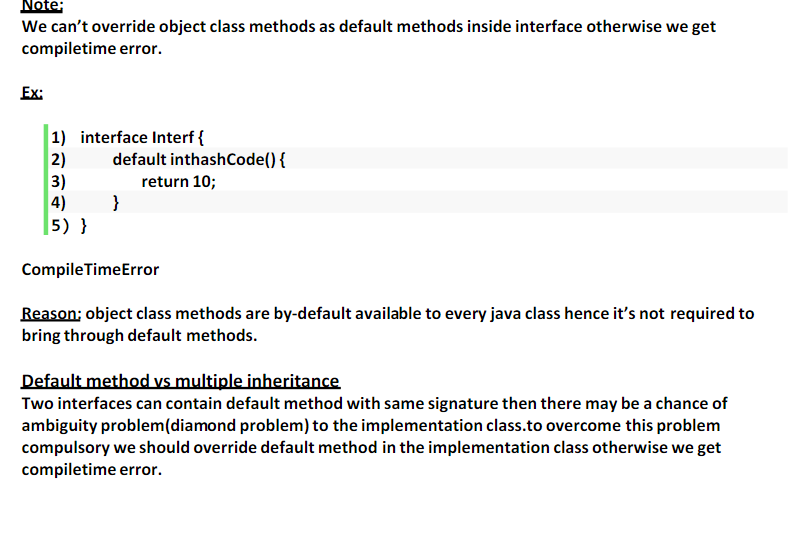 Note:
We can't override object class methods as default methods inside interface otherwise we get
compiletime error.
Ex:
1) interface Interf {
2) default inthashCode() {
3) return 10;
4) }
5) }
CompileTimeError
Reason: object class methods are by-default available to every java class hence it's not required to
bring through default methods.
Default method vs multiple inheritance
Two interfaces can contain default method with same signature then there may be a chance of
ambiguity problem(diamond problem) to the implementation class.to overcome this problem
compulsory we should override default method in the implementation class otherwise we get
compiletime error.